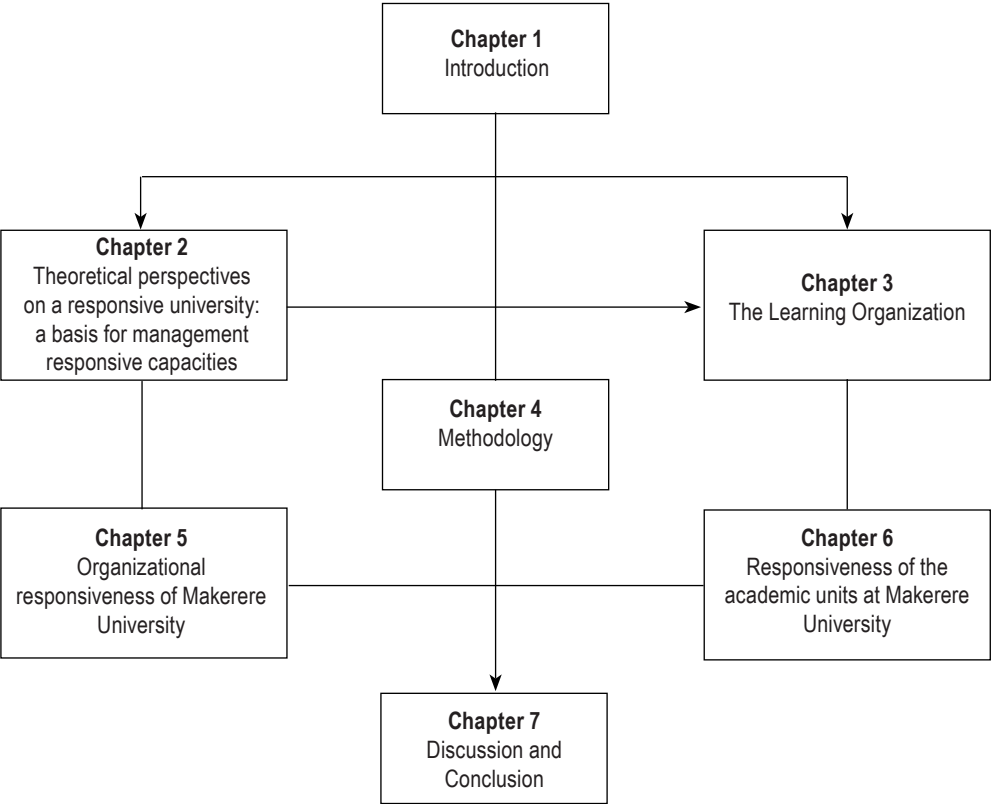 Chapter 1
Introduction
Chapter 2
Theoretical perspectives
on a responsive university:
a basis for management
responsive capacities
Chapter 3
The Learning Organization
Chapter 4
Methodology
Chapter 5
Organizational
responsiveness of Makerere
University
Chapter 6
Responsiveness of the
academic units at Makerere
University
Chapter 7
Discussion and
Conclusion